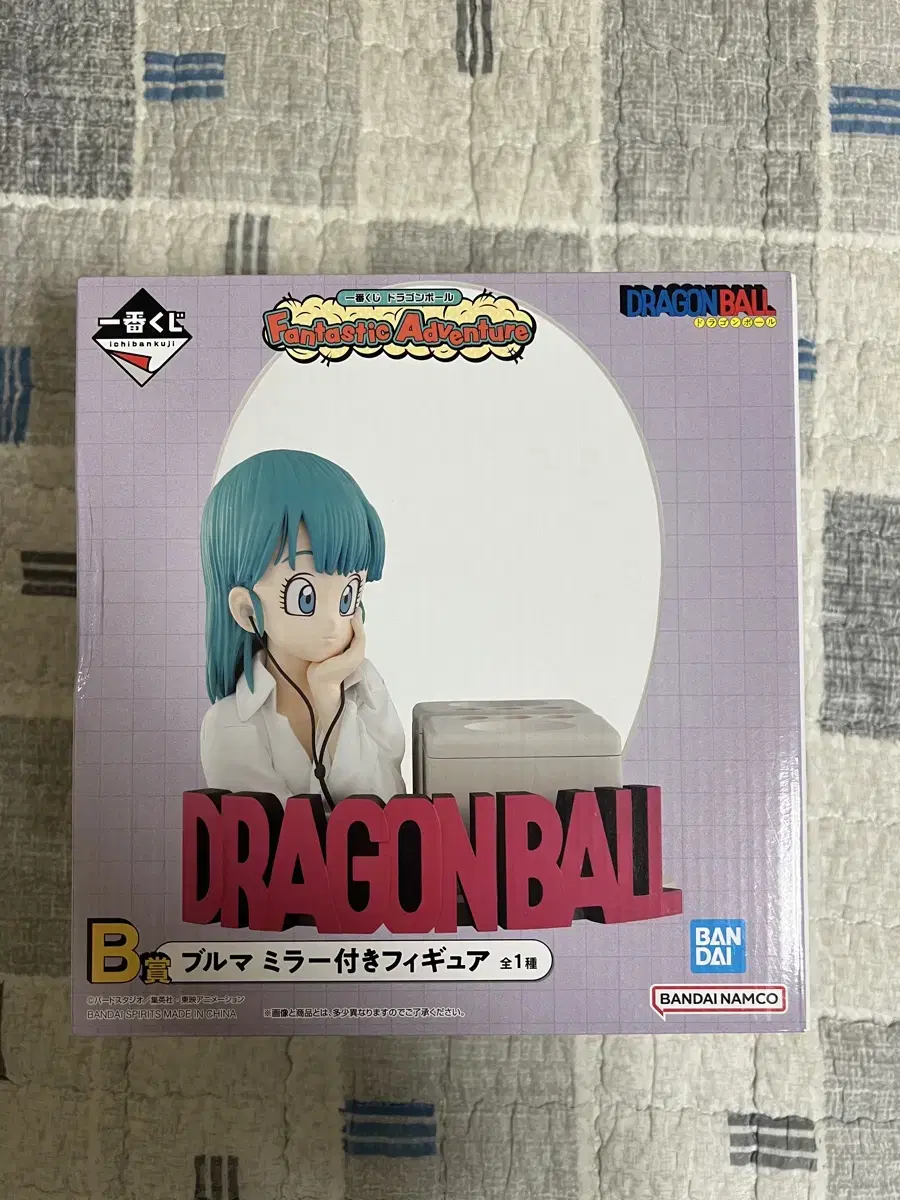 一番くじ
ichibankuji
一番くじ ドラゴンボール
Fantastic Adventure
DRAGON BALL
ドラゴンボール
DRAGON BALL
B賞
ブルマ ミラー付きフィギュア 全1種
©バードスタジオ/集英社・東映アニメーション
BANDAI SPIRITS MADE IN CHINA
※画像と商品とは、多少異なりますのでご了承ください。
BAN
DAI
BANDAI NAMCO